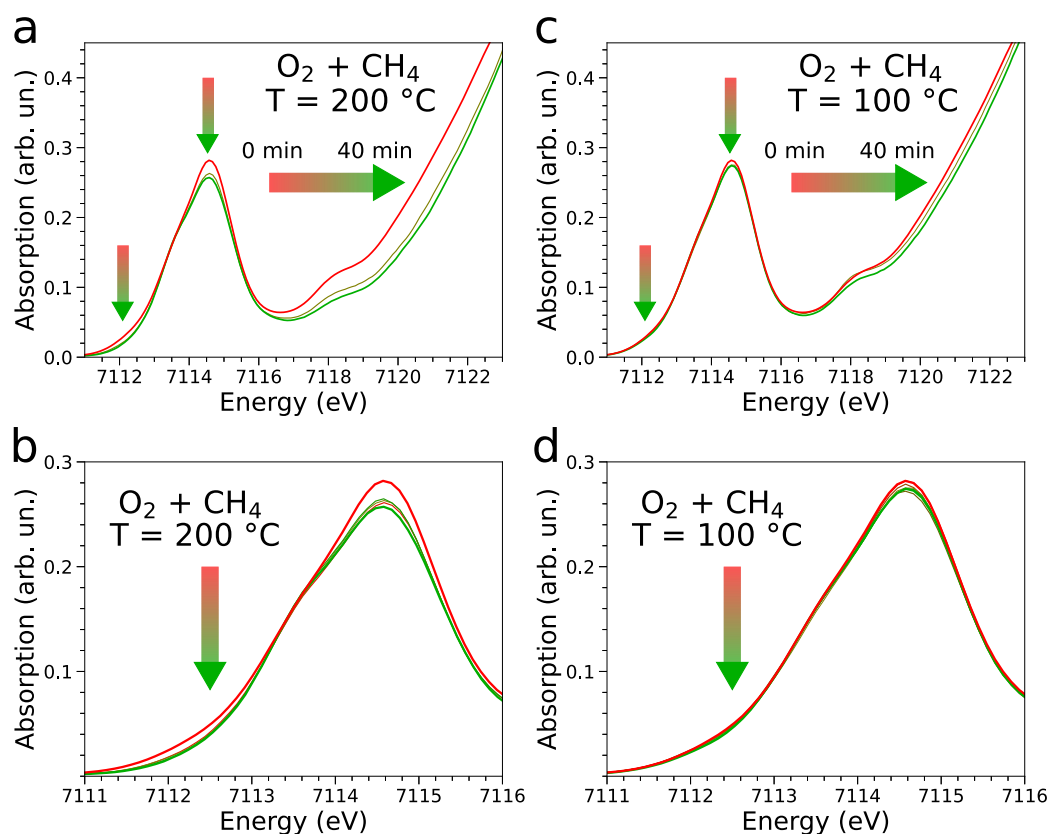 a
Absorption (arb. un.)
0.4
0.3
0.2
0.1
0.0
O₂ + CH₄
T = 200 °C
0 min
40 min
7112
7114
7116
7118
7120
7122
Energy (eV)
c
Absorption (arb. un.)
0.4
0.3
0.2
0.1
0.0
O₂ + CH₄
T = 100 °C
0 min
40 min
7112
7114
7116
7118
7120
7122
Energy (eV)
b
Absorption (arb. un.)
0.3
0.2
0.1
O₂ + CH₄
T = 200 °C
7111
7112
7113
7114
7115
7116
Energy (eV)
d
Absorption (arb. un.)
0.3
0.2
0.1
O₂ + CH₄
T = 100 °C
7111
7112
7113
7114
7115
7116
Energy (eV)